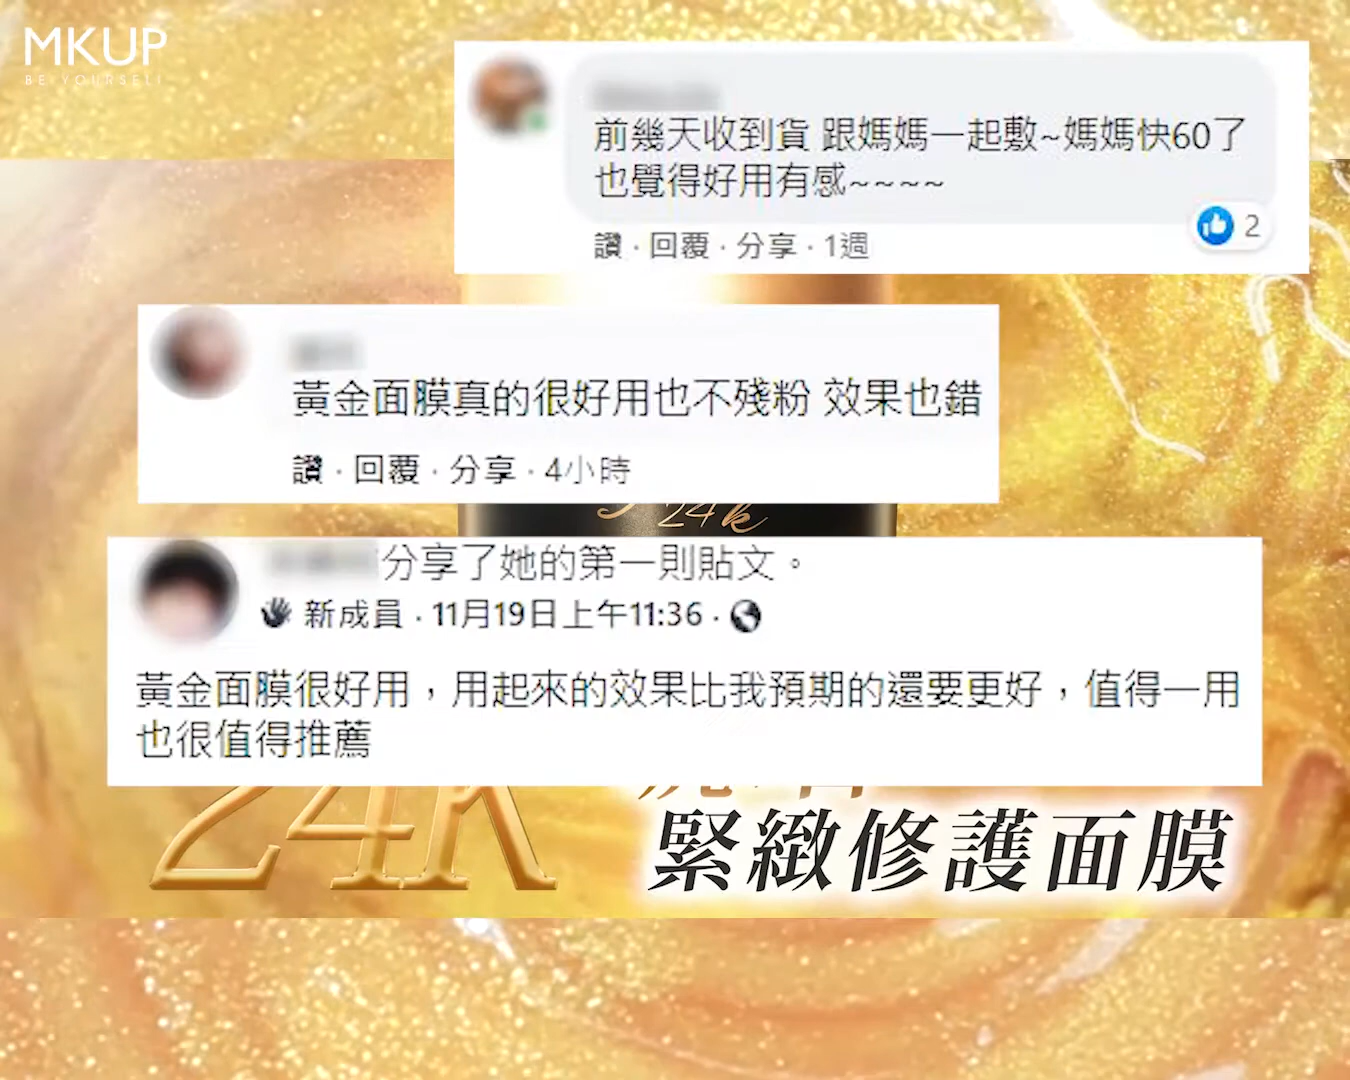 MKUP
BE YOURSELF
前幾天收到貨 跟媽媽一起敷~媽媽快60了
也覺得好用有感~~~~
讚 · 回覆 · 分享 · 1週
2
黃金面膜真的很好用也不殘粉 效果也錯
讚 · 回覆 · 分享 · 4小時
24k
分享了她的第一則貼文。
新成員 · 11月19日上午11:36 ·
黃金面膜很好用，用起來的效果比我預期的還要更好，值得一用
也很值得推薦
24K
緊緻修護面膜